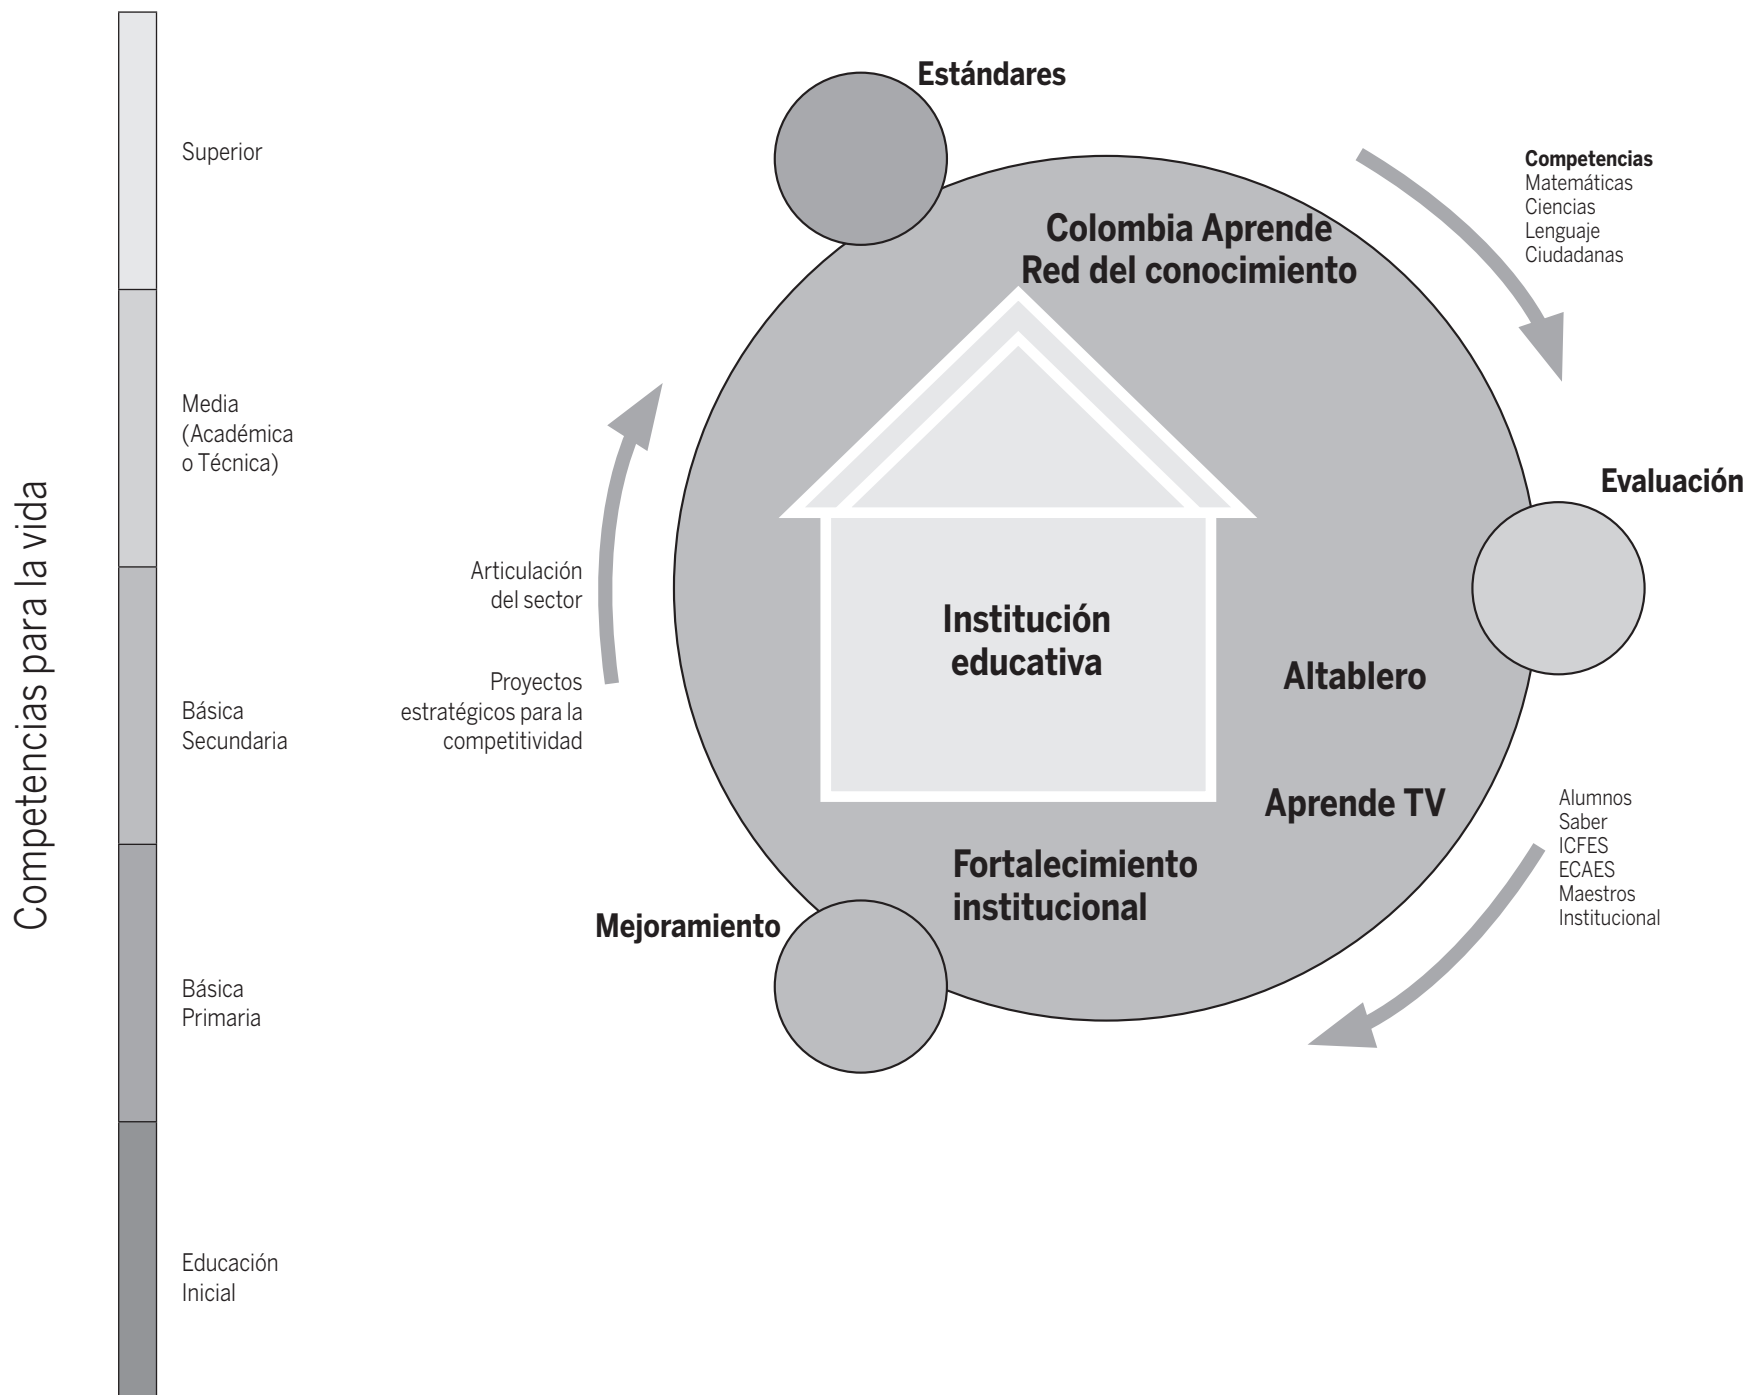 Competencias para la vida
Superior
Media
(Académica
o Técnica)
Básica
Secundaria
Básica
Primaria
Educación
Inicial
Estándares
Competencias
Matemáticas
Ciencias
Lenguaje
Ciudadanas
Colombia Aprende
Red del conocimiento
Evaluación
Articulación
del sector
Proyectos
estratégicos para la
competitividad
Institución
educativa
Altablero
Aprende TV
Alumnos
Saber
ICFES
ECAES
Maestros
Institucional
Fortalecimiento
institucional
Mejoramiento